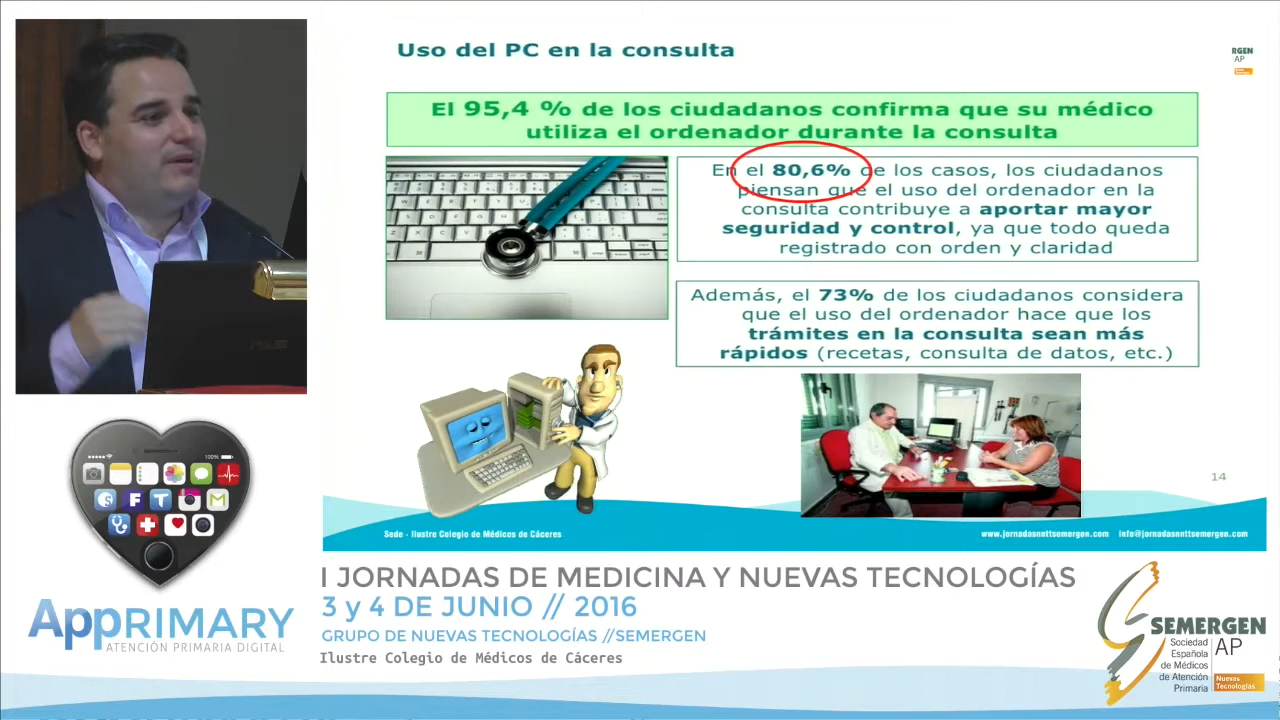 Uso del PC en la consulta
RGEN
AP
El 95,4 % de los ciudadanos confirma que su médico
utiliza el ordenador durante la consulta
En el 80,6% de los casos, los ciudadanos
piensan que el uso del ordenador en la
consulta contribuye a aportar mayor
seguridad y control, ya que todo queda
registrado con orden y claridad
Además, el 73% de los ciudadanos considera
que el uso del ordenador hace que los
trámites en la consulta sean más
rápidos (recetas, consulta de datos, etc.)
14
Sede - Ilustre Colegio de Médicos de Cáceres
www.jornadasnnttsemergen.com info@jornadasnnttsemergen.com
ASUS
100%
AppRIMARY
ATENCIÓN PRIMARIA DIGITAL
I JORNADAS DE MEDICINA Y NUEVAS TECNOLOGÍAS
3 y 4 DE JUNIO // 2016
GRUPO DE NUEVAS TECNOLOGÍAS //SEMERGEN
Ilustre Colegio de Médicos de Cáceres
SEMERGEN
Sociedad
Española
de Médicos
de Atención
Primaria
AP
Nuevas
Tecnologías